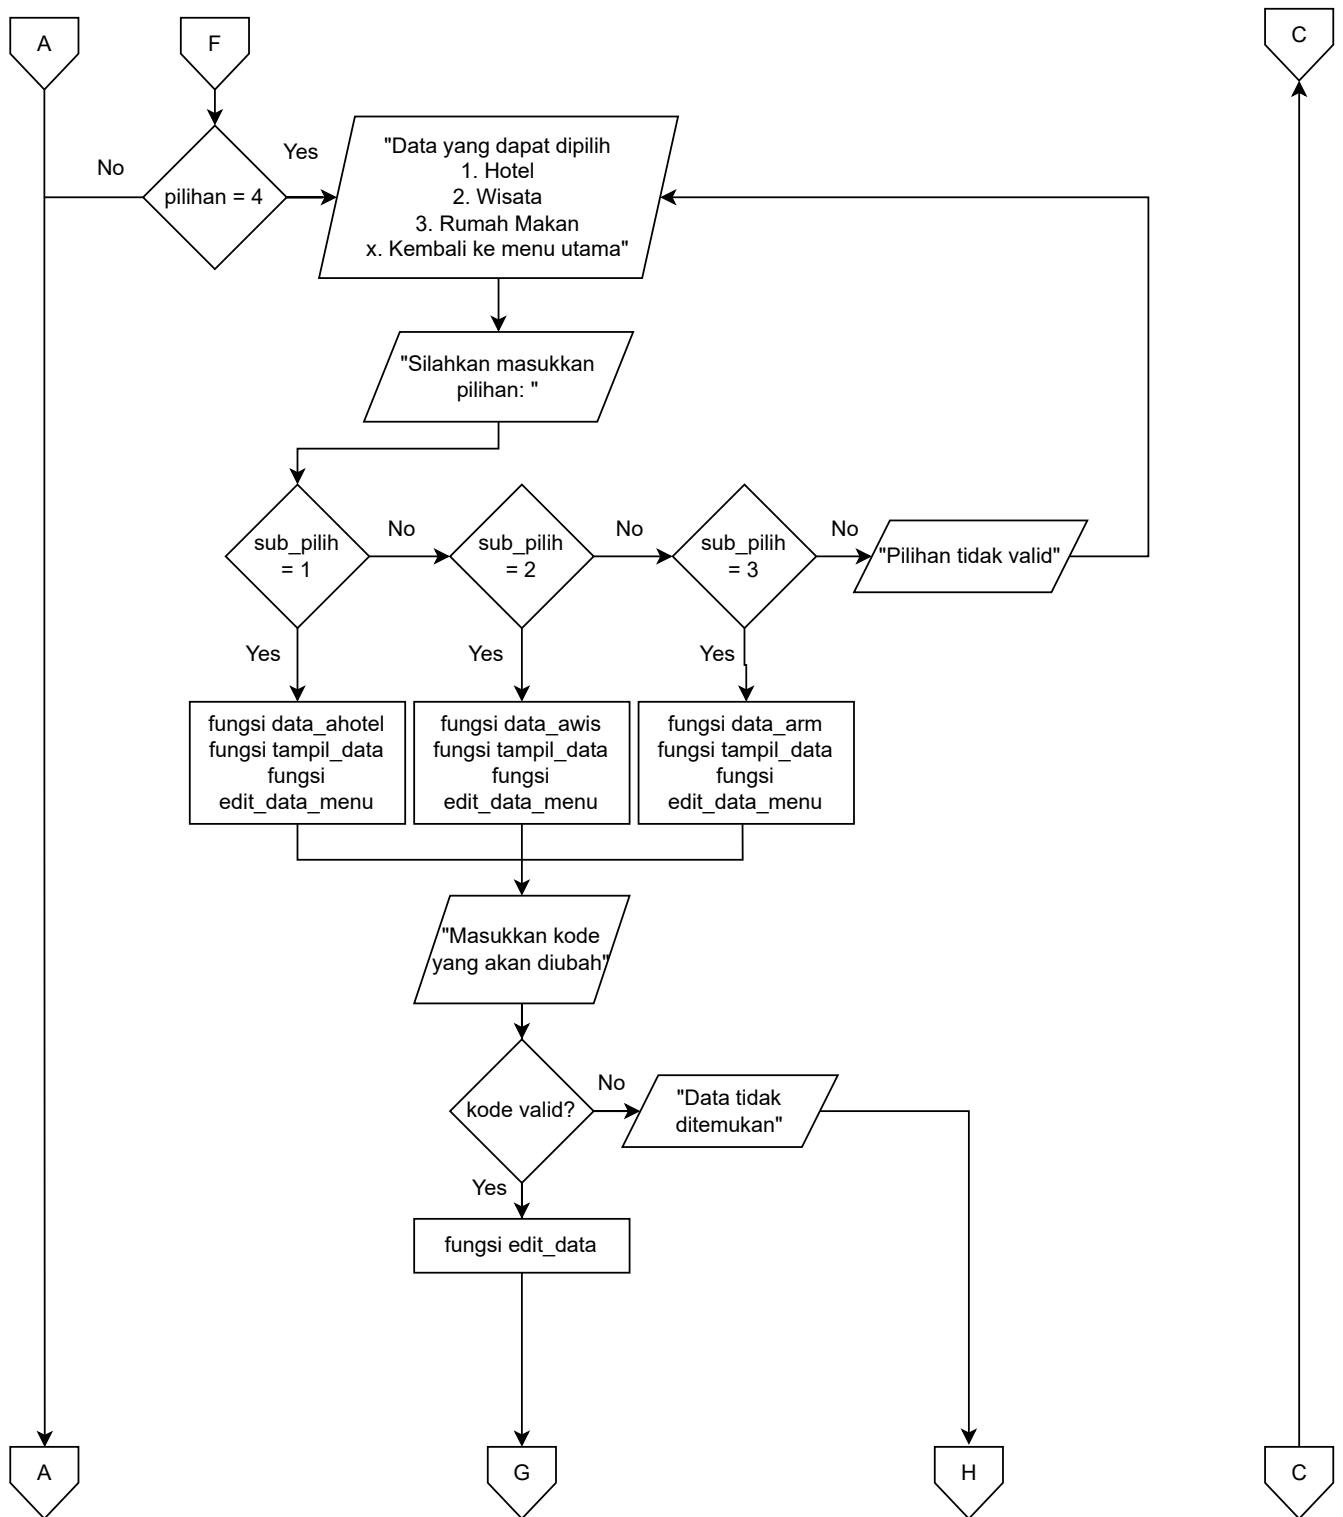 A
F
C
No
Yes
pilihan = 4
"Data yang dapat dipilih
1. Hotel
2. Wisata
3. Rumah Makan
x. Kembali ke menu utama"
"Silahkan masukkan
pilihan: "
sub_pilih
= 1
No
sub_pilih
= 2
No
sub_pilih
= 3
No
"Pilihan tidak valid"
Yes
Yes
Yes
fungsi data_ahotel
fungsi tampil_data
fungsi
edit_data_menu
fungsi data_awis
fungsi tampil_data
fungsi
edit_data_menu
fungsi data_arm
fungsi tampil_data
fungsi
edit_data_menu
"Masukkan kode
yang akan diubah"
kode valid?
No
"Data tidak
ditemukan"
Yes
fungsi edit_data
A
G
H
C